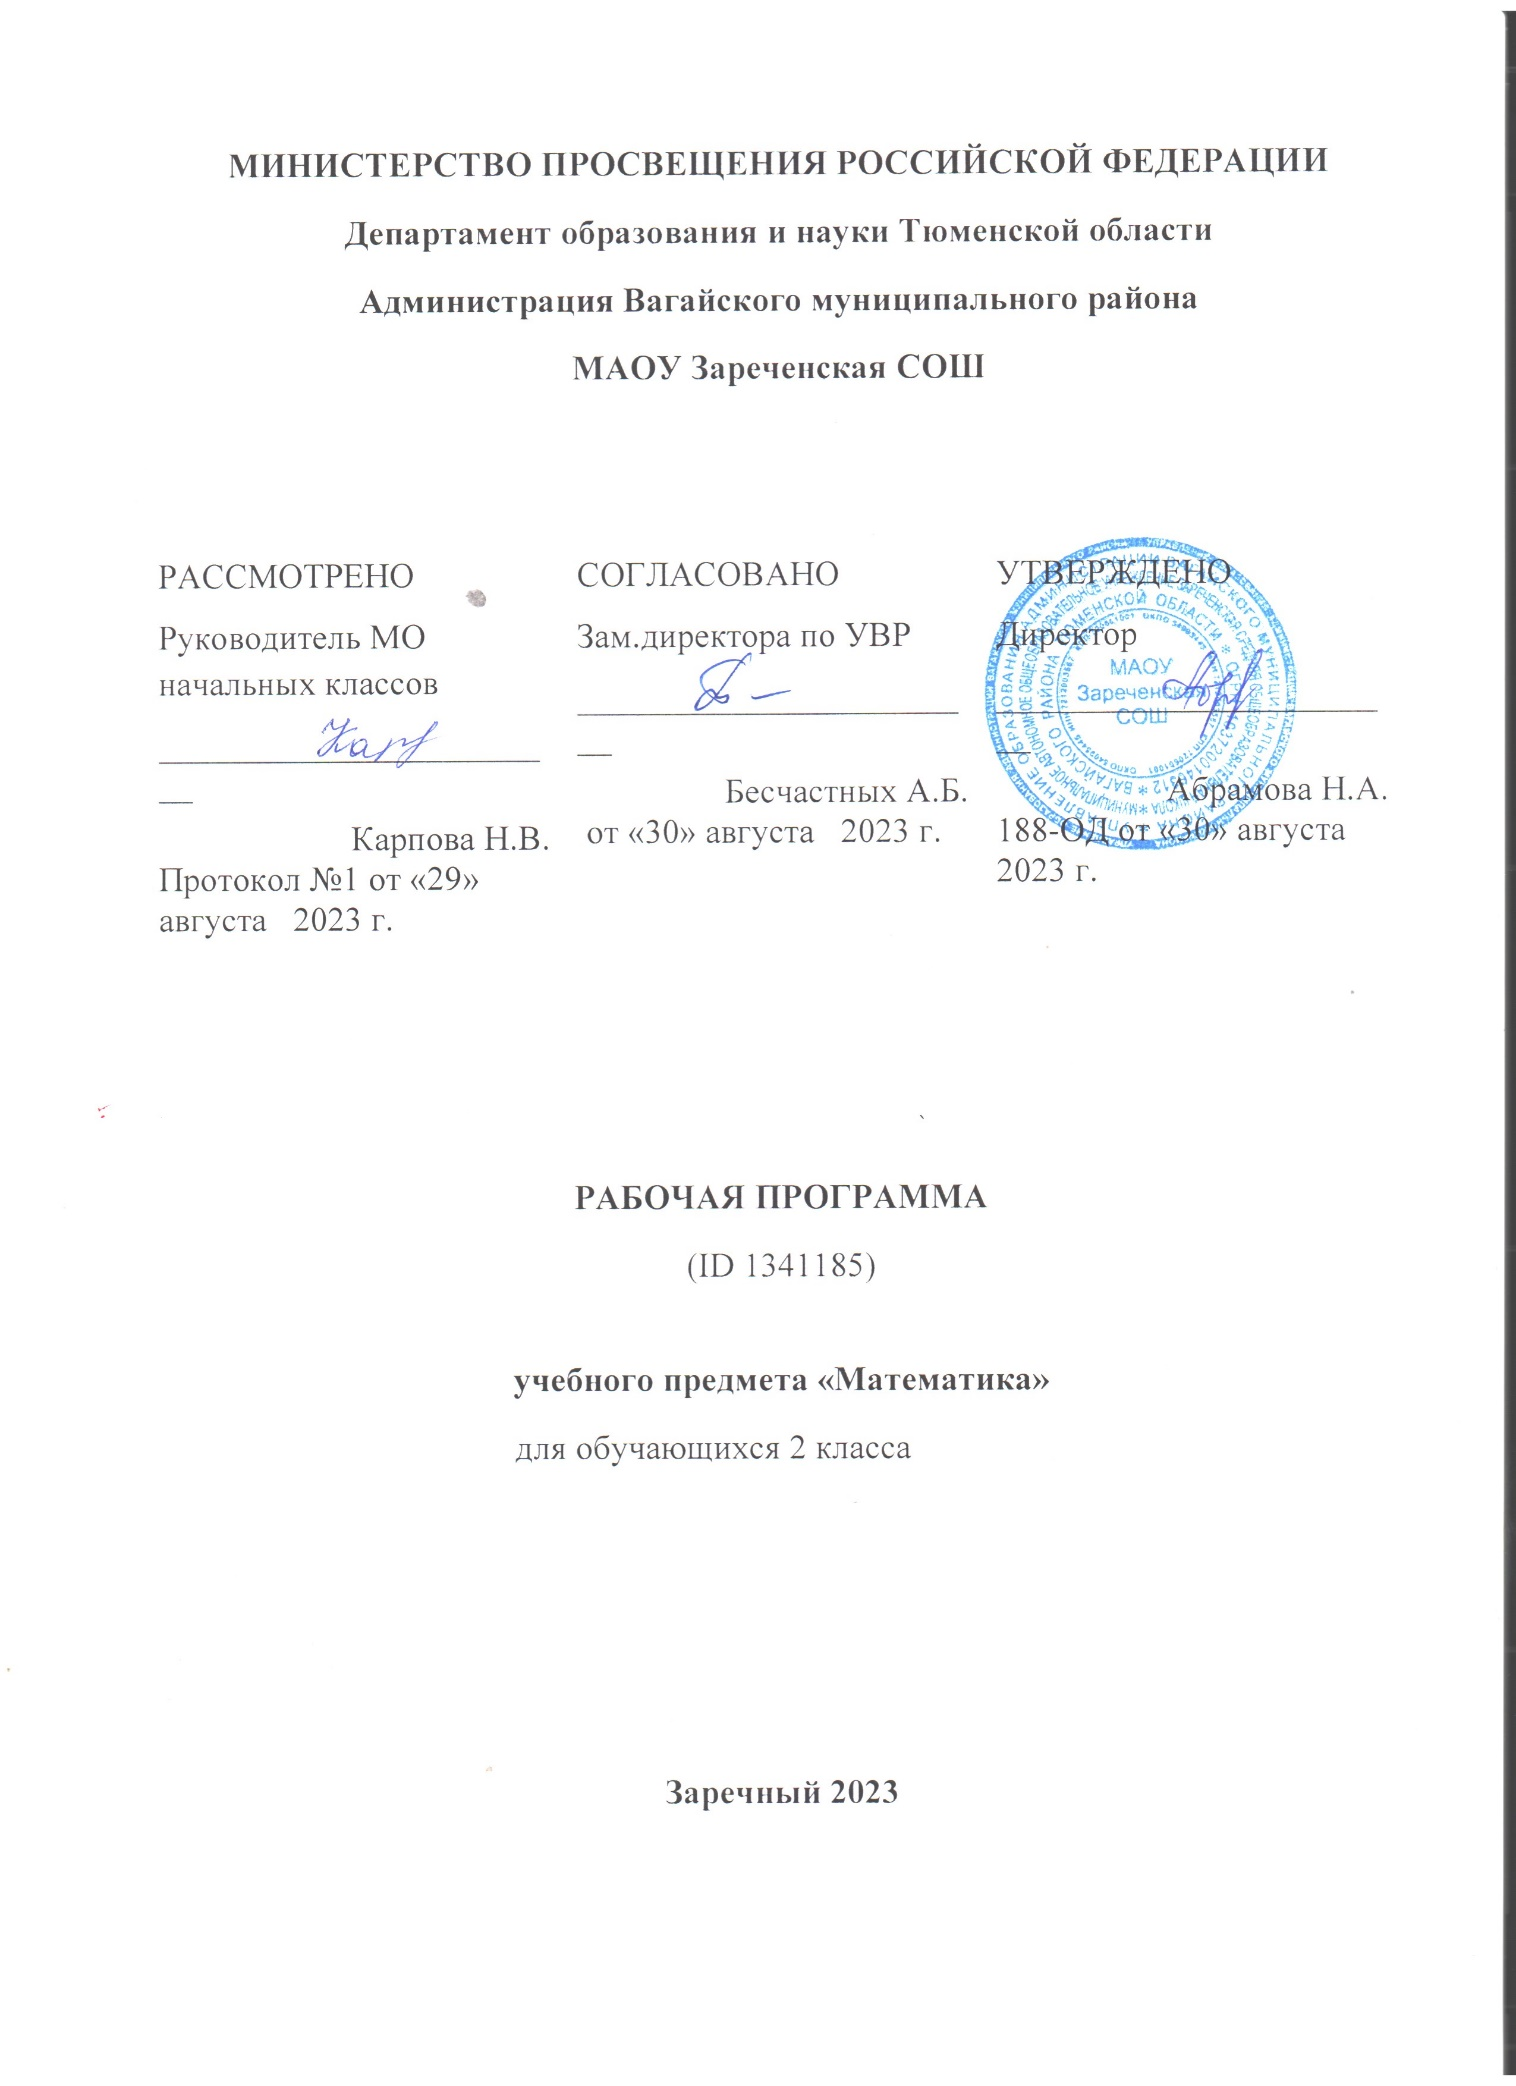 МИНИСТЕРСТВО ПРОСВЕЩЕНИЯ РОССИЙСКОЙ ФЕДЕРАЦИИ
Департамент образования и науки Тюменской области
Администрация Вагайского муниципального района
МАОУ Зареченская СОШ
РАССМОТРЕНО
Руководитель МО
начальных классов
Карпова Н.В.
Протокол №1 от «29»
августа 2023 г.
СОГЛАСОВАНО
Зам.директора по УВР
Бесчастных А.Б.
от «30» августа 2023 г.
УТВЕРЖДЕНО
Директор
МАОУ
Зареченская
СОШ
Абрамова Н.А.
188-ОД от «30» августа
2023 г.
РАБОЧАЯ ПРОГРАММА
(ID 1341185)
учебного предмета «Математика»
для обучающихся 2 класса
Заречный 2023